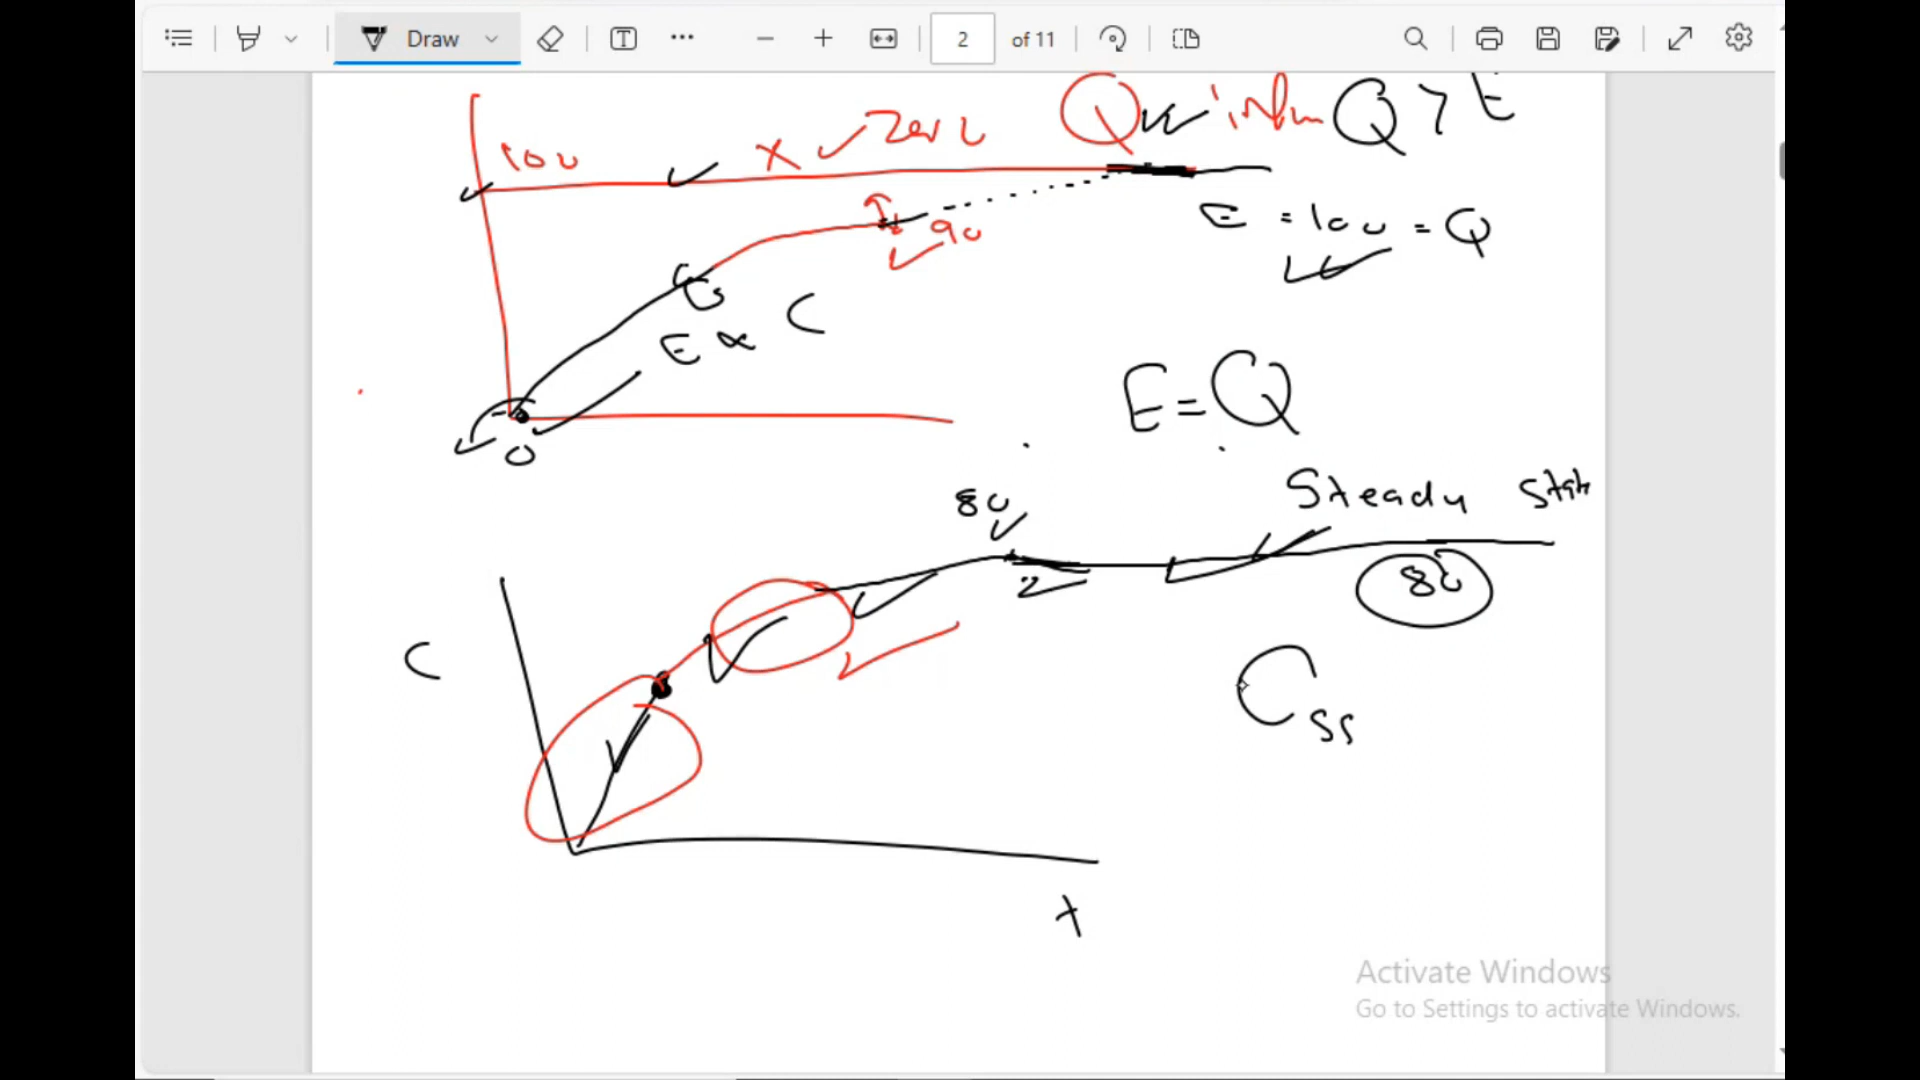 Draw 2 of 11
Q Q > E
100 x zero
90
E = 100 = Q
E ∝ C
E = Q
0
80
Steady
80
C
Css
t
Activate Windows
Go to Settings to activate Windows.